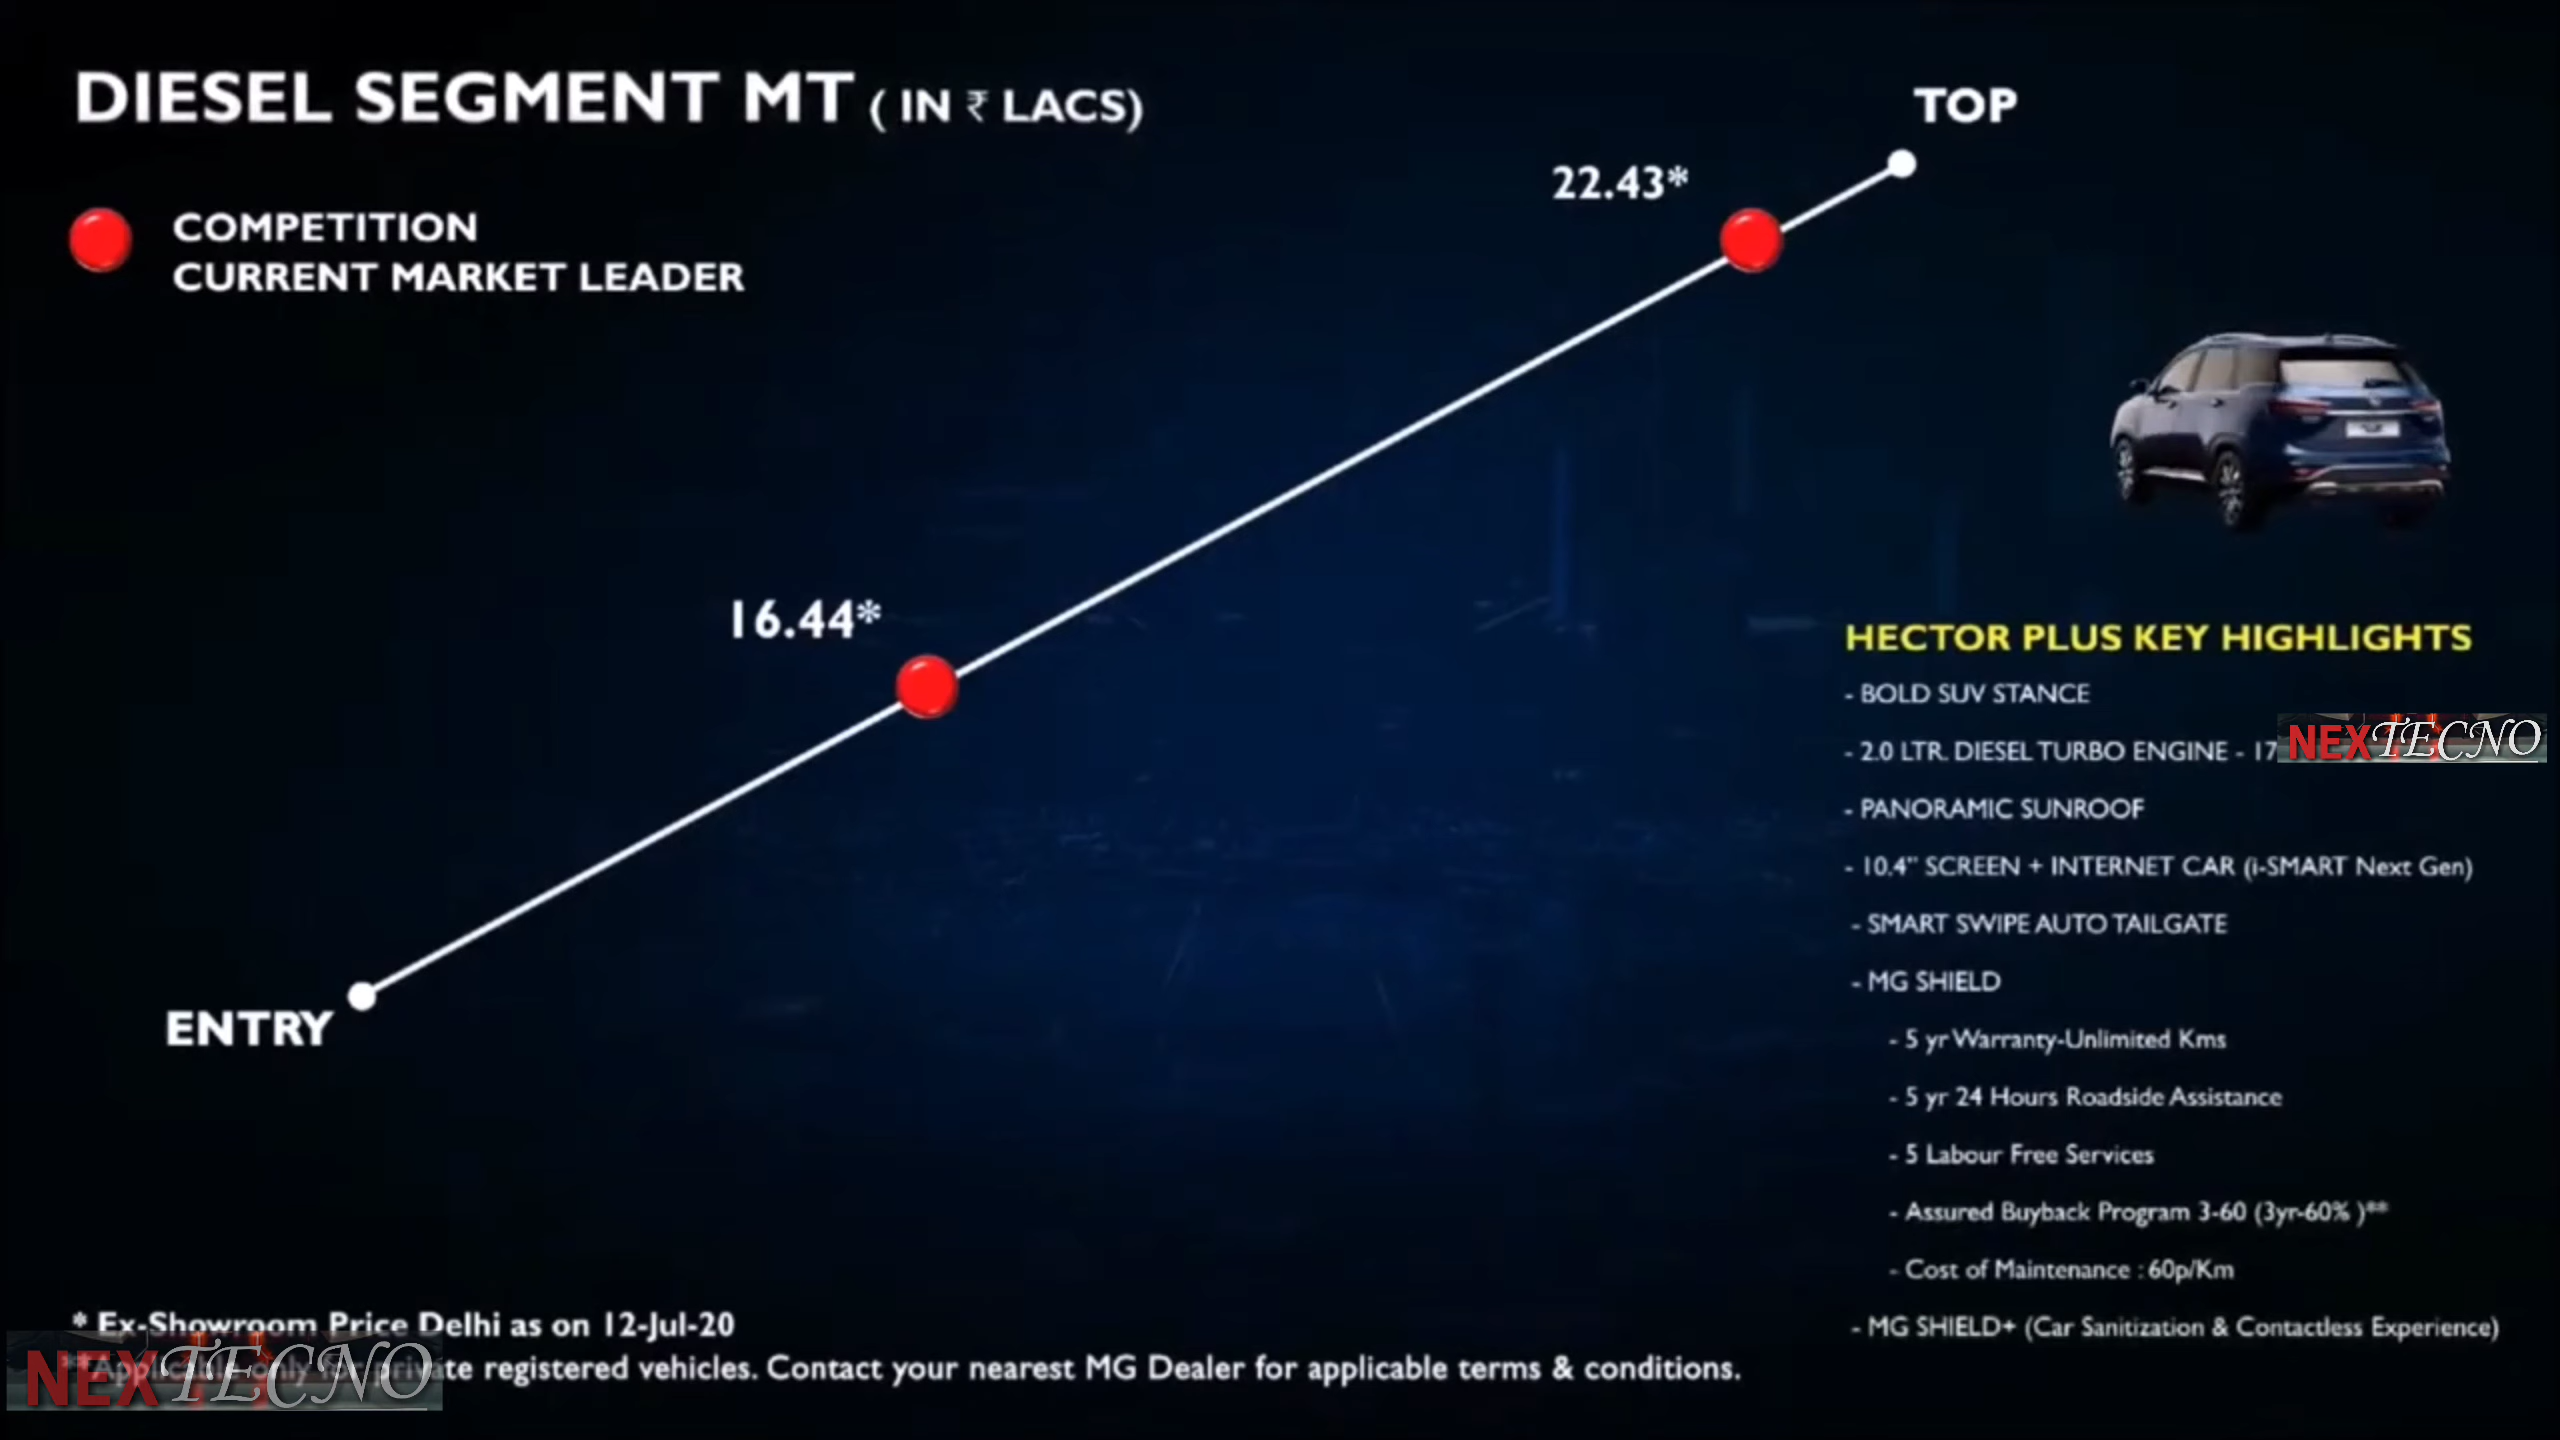 DIESEL SEGMENT MT ( IN ₹ LACS)
TOP
22.43*
COMPETITION
CURRENT MARKET LEADER
16.44*
HECTOR PLUS KEY HIGHLIGHTS
- BOLD SUV STANCE
- 2.0 LTR. DIESEL TURBO ENGINE - 17
NEXTECNO
- PANORAMIC SUNROOF
- 10.4" SCREEN + INTERNET CAR (i-SMART Next Gen)
- SMART SWIPE AUTO TAILGATE
- MG SHIELD
ENTRY
- 5 yr Warranty-Unlimited Kms
- 5 yr 24 Hours Roadside Assistance
- 5 Labour Free Services
- Assured Buyback Program 3-60 (3yr-60% )**
- Cost of Maintenance : 60p/Km
- MG SHIELD+ (Car Sanitization & Contactless Experience)
* Ex-Showroom Price Delhi as on 12-Jul-20
**Applicable only for private registered vehicles. Contact your nearest MG Dealer for applicable terms & conditions.
NEXTECNO